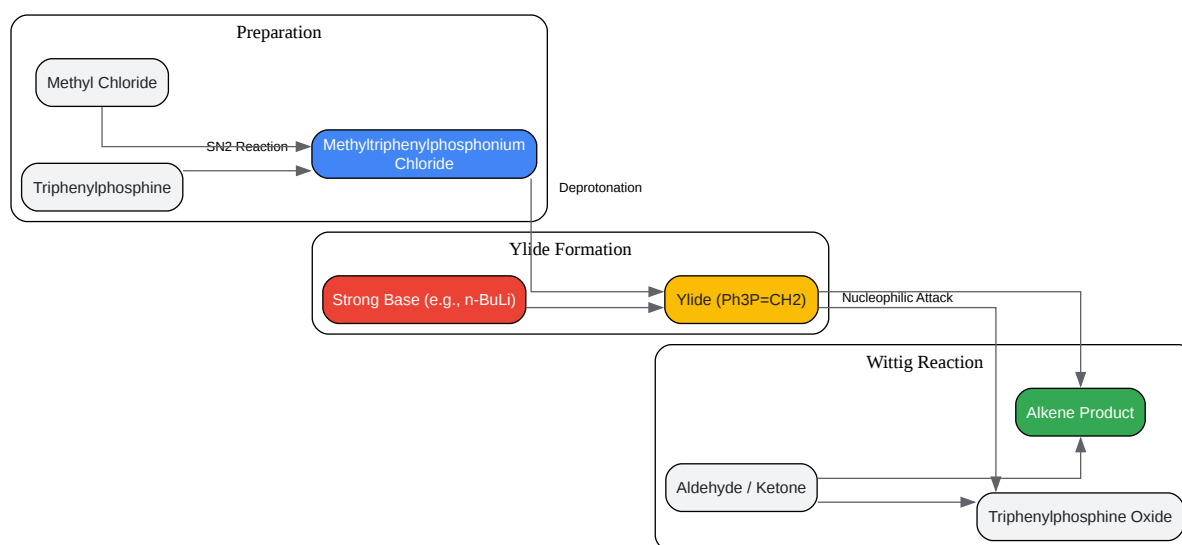 Preparation
Methyl Chloride
SN2 Reaction
Methyltriphenylphosphonium
Chloride
Triphenylphosphine
Deprotonation
Ylide Formation
Strong Base (e.g., n-BuLi)
Ylide (Ph3P=CH2)
Nucleophilic Attack
Wittig Reaction
Alkene Product
Aldehyde / Ketone
Triphenylphosphine Oxide